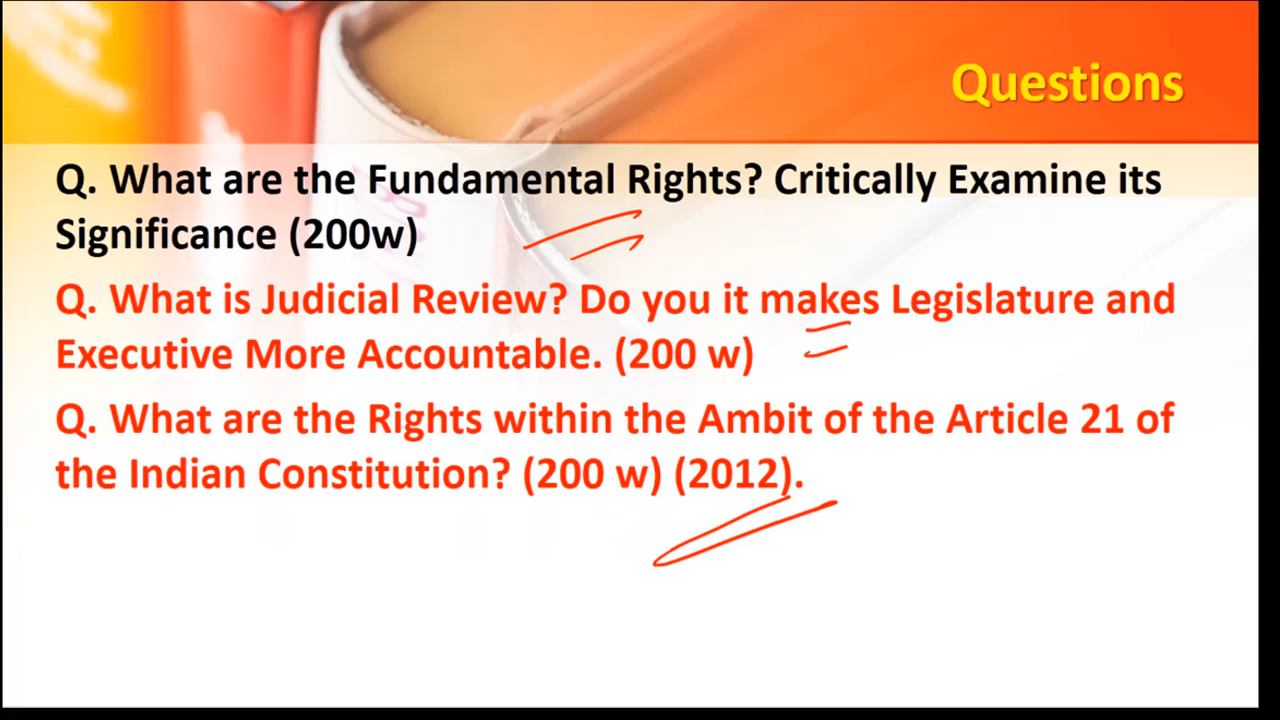 Questions
Q. What are the Fundamental Rights? Critically Examine its
Significance (200w)
Q. What is Judicial Review? Do you it makes Legislature and
Executive More Accountable. (200 w)
Q. What are the Rights within the Ambit of the Article 21 of
the Indian Constitution? (200 w) (2012).